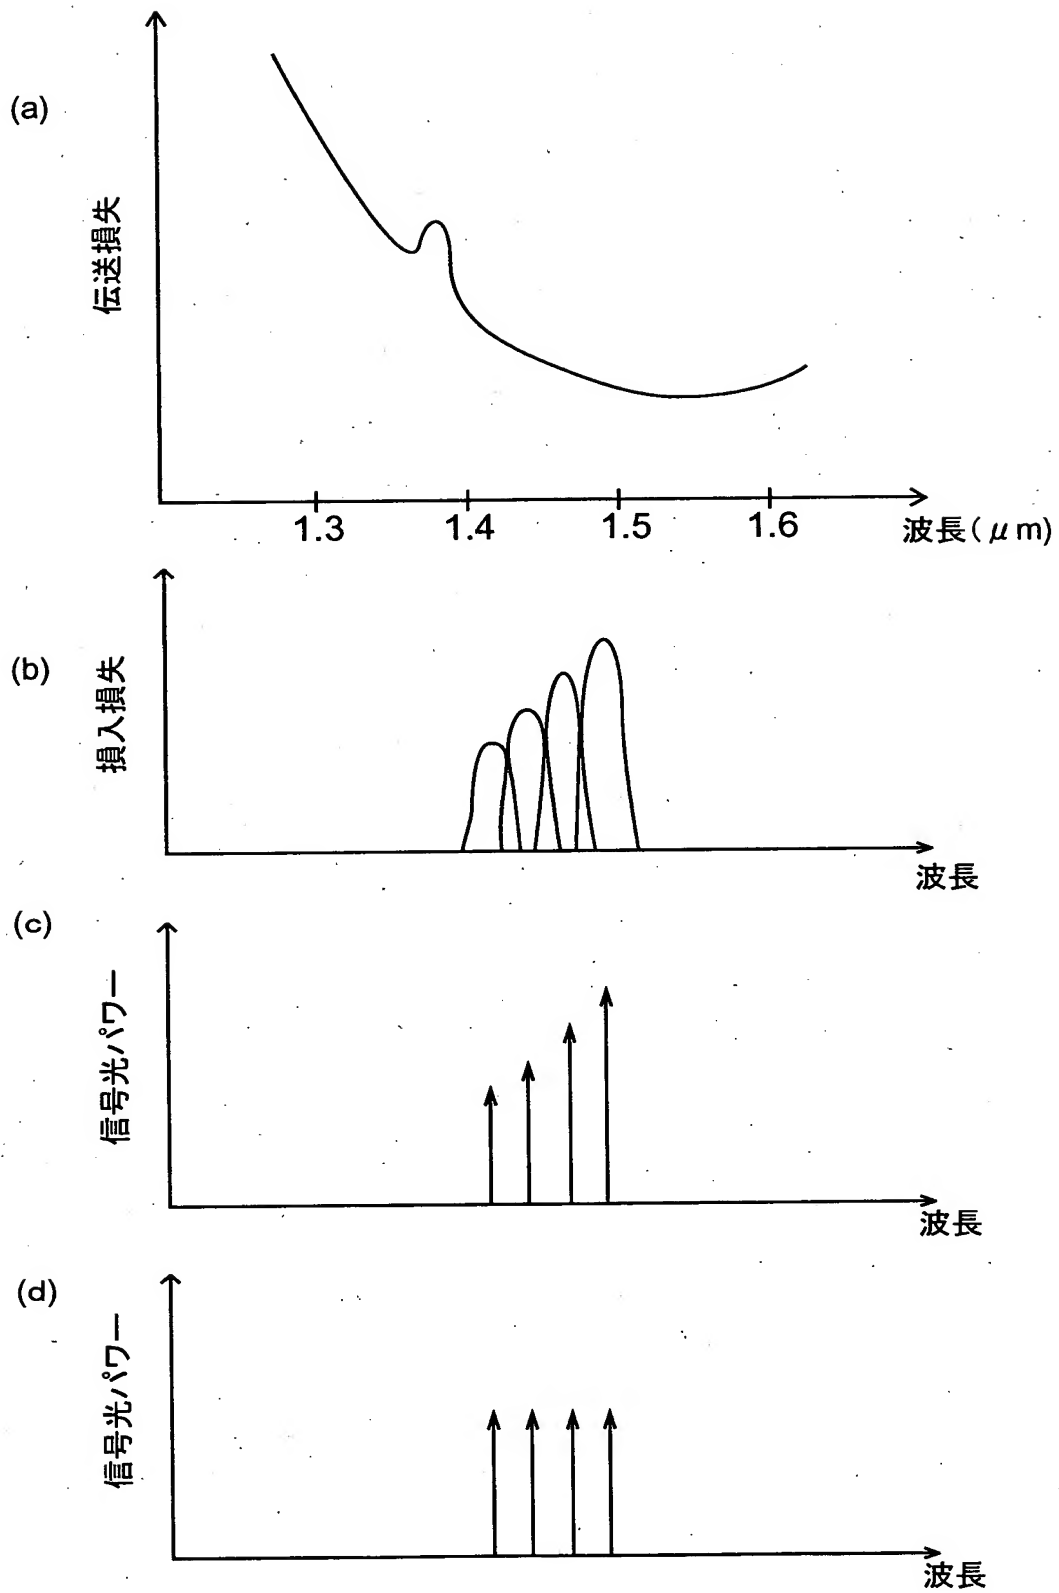 (a)
伝送損失
1.3
1.4
1.5
1.6
波長(μm)
(b)
損入損失
波長
(c)
信号光パワー
波長
(d)
信号光パワー
波長